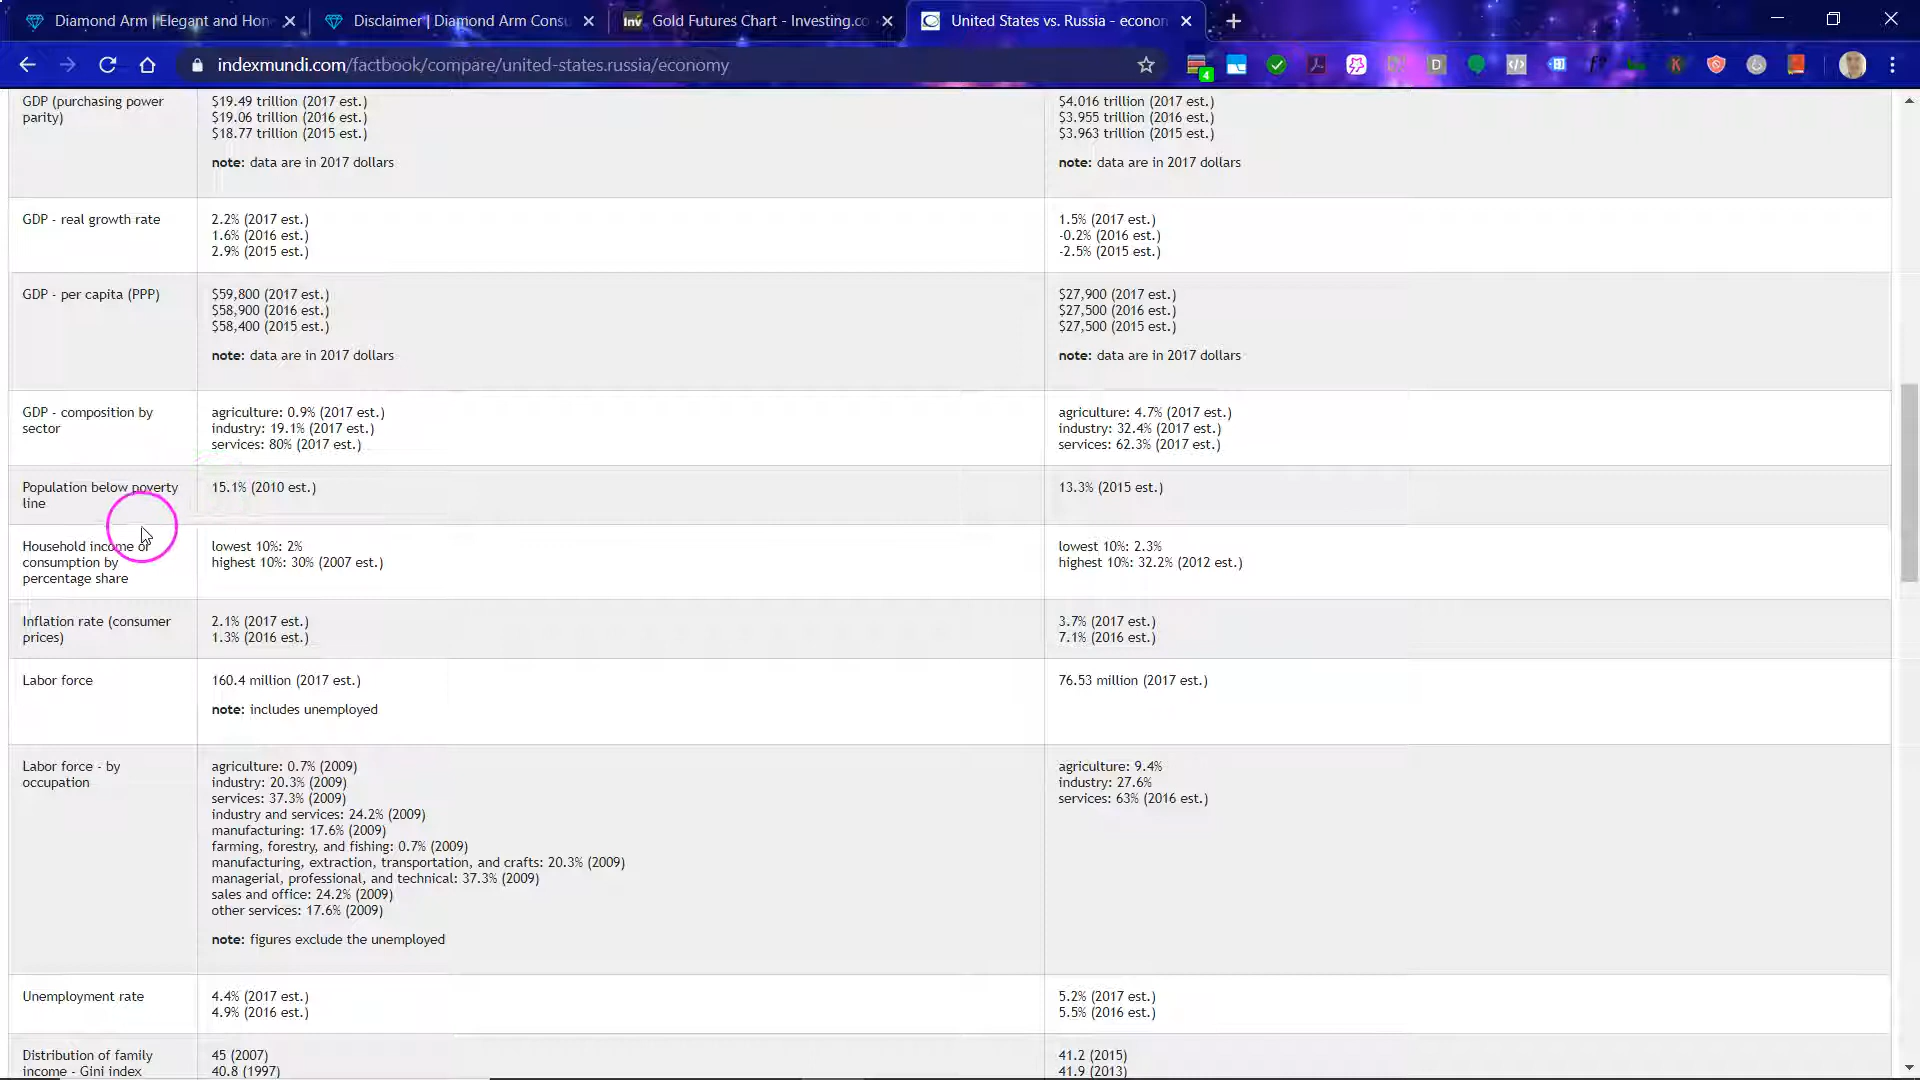 Diamond Arm | Elegant and Hon
Disclaimer | Diamond Arm Consu
Inv
Gold Futures Chart - Investing.co
United States vs. Russia - econom
indexmundi.com/factbook/compare/united-states.russia/economy
4
D
K
GDP (purchasing power
parity)
$19.49 trillion (2017 est.)
$19.06 trillion (2016 est.)
$18.77 trillion (2015 est.)
note: data are in 2017 dollars
$4.016 trillion (2017 est.)
$3.955 trillion (2016 est.)
$3.963 trillion (2015 est.)
note: data are in 2017 dollars
GDP - real growth rate
2.2% (2017 est.)
1.6% (2016 est.)
2.9% (2015 est.)
1.5% (2017 est.)
-0.2% (2016 est.)
-2.5% (2015 est.)
GDP - per capita (PPP)
$59,800 (2017 est.)
$58,900 (2016 est.)
$58,400 (2015 est.)
note: data are in 2017 dollars
$27,900 (2017 est.)
$27,500 (2016 est.)
$27,500 (2015 est.)
note: data are in 2017 dollars
GDP - composition by
sector
agriculture: 0.9% (2017 est.)
industry: 19.1% (2017 est.)
services: 80% (2017 est.)
agriculture: 4.7% (2017 est.)
industry: 32.4% (2017 est.)
services: 62.3% (2017 est.)
Population below poverty
line
15.1% (2010 est.)
13.3% (2015 est.)
Household income or
consumption by
percentage share
lowest 10%: 2%
highest 10%: 30% (2007 est.)
lowest 10%: 2.3%
highest 10%: 32.2% (2012 est.)
Inflation rate (consumer
prices)
2.1% (2017 est.)
1.3% (2016 est.)
3.7% (2017 est.)
7.1% (2016 est.)
Labor force
160.4 million (2017 est.)
note: includes unemployed
76.53 million (2017 est.)
Labor force - by
occupation
agriculture: 0.7% (2009)
industry: 20.3% (2009)
services: 37.3% (2009)
industry and services: 24.2% (2009)
manufacturing: 17.6% (2009)
farming, forestry, and fishing: 0.7% (2009)
manufacturing, extraction, transportation, and crafts: 20.3% (2009)
managerial, professional, and technical: 37.3% (2009)
sales and office: 24.2% (2009)
other services: 17.6% (2009)
note: figures exclude the unemployed
agriculture: 9.4%
industry: 27.6%
services: 63% (2016 est.)
Unemployment rate
4.4% (2017 est.)
4.9% (2016 est.)
5.2% (2017 est.)
5.5% (2016 est.)
Distribution of family
income - Gini index
45 (2007)
40.8 (1997)
41.2 (2015)
41.9 (2013)